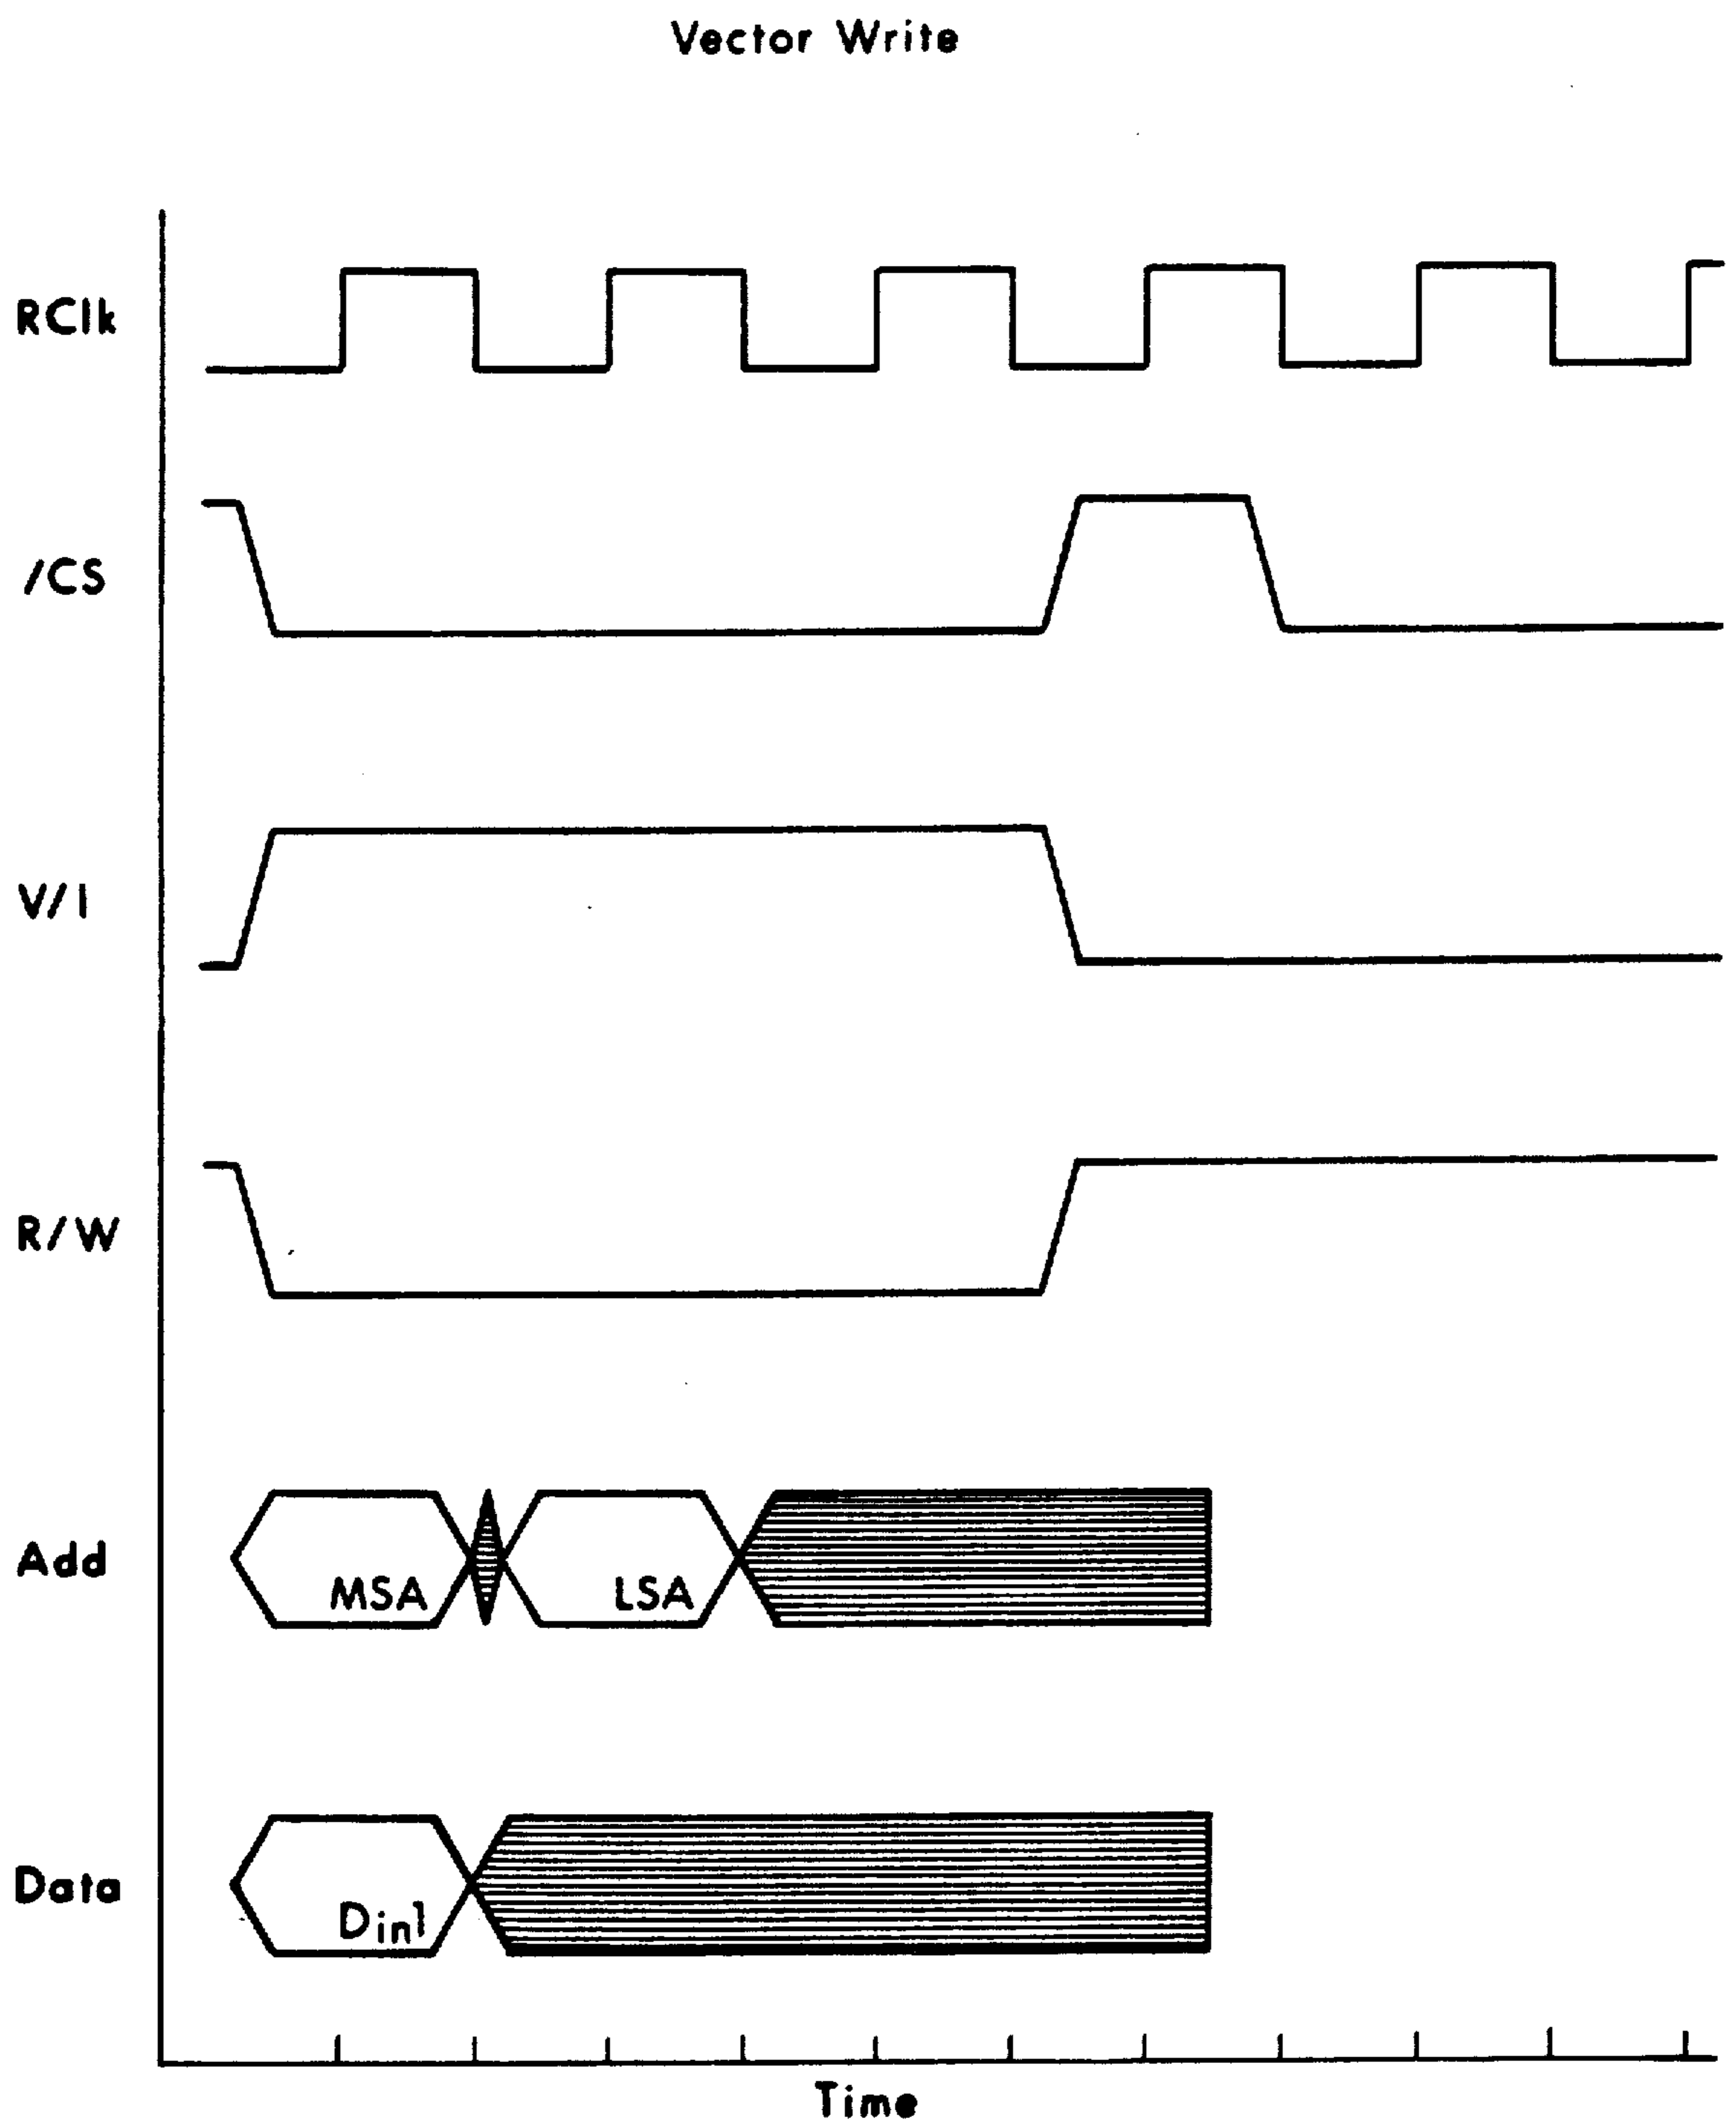 Vector Write
RClk
/CS
V/I
R/W
Add
MSA
LSA
Data
Din1
Time